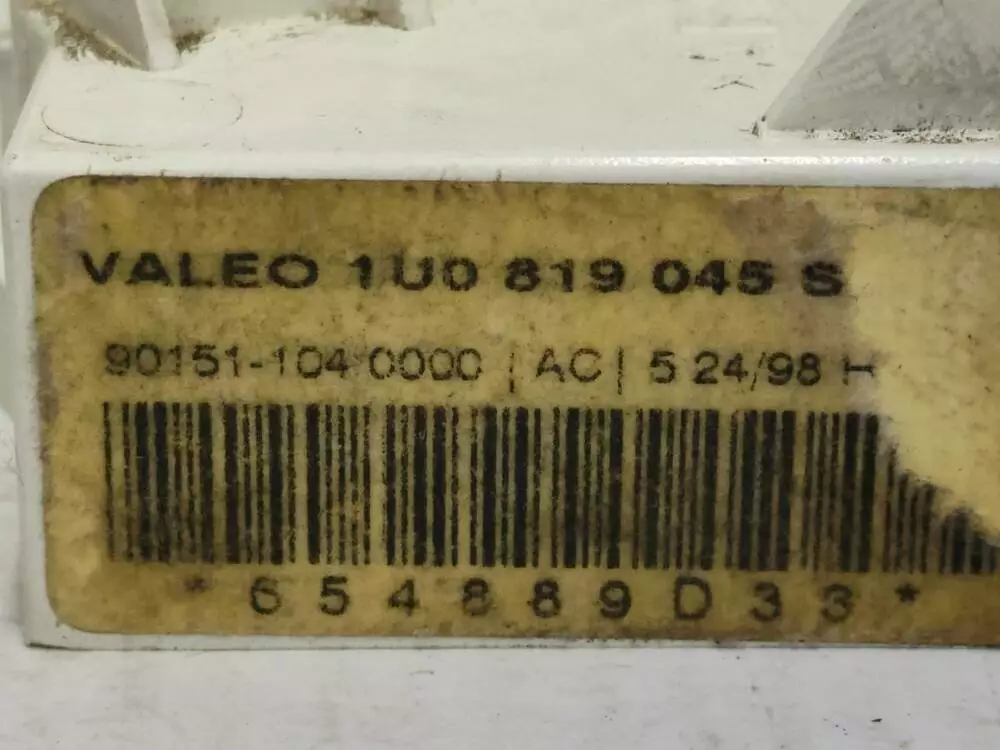 VALEO 1U0 819 045 S
90151-104 0000 | AC | 5 24/98 H
*654889D33*